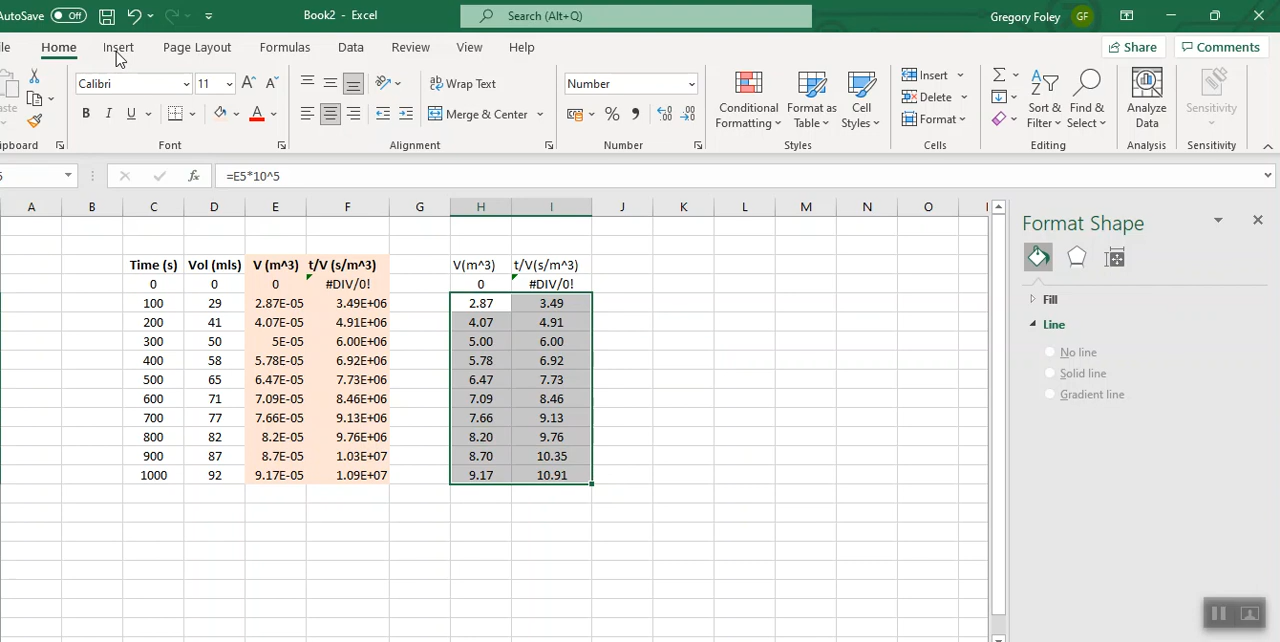 AutoSave Off Book2 - Excel Search (Alt+Q) Gregory Foley GF
Home Insert Page Layout Formulas Data Review View Help Share Comments
Calibri 11 Wrap Text Number Insert
B I U Merge & Center Conditional Formatting Format as Table Cell Styles Delete Format Sort & Filter Find & Select Analyze Data Sensitivity
Font Alignment Number Styles Cells Editing Analysis Sensitivity
fx =E5*10^5
A B C D E F G H I J K L M N O
Format Shape
Time (s) Vol (mls) V (m^3) t/V (s/m^3) V(m^3) t/V(s/m^3)
0 0 0 #DIV/0! 0 #DIV/0!
100 29 2.87E-05 3.49E+06 2.87 3.49
200 41 4.07E-05 4.91E+06 4.07 4.91
300 50 5E-05 6.00E+06 5.00 6.00
400 58 5.78E-05 6.92E+06 5.78 6.92
500 65 6.47E-05 7.73E+06 6.47 7.73
600 71 7.09E-05 8.46E+06 7.09 8.46
700 77 7.66E-05 9.13E+06 7.66 9.13
800 82 8.2E-05 9.76E+06 8.20 9.76
900 87 8.7E-05 1.03E+07 8.70 10.35
1000 92 9.17E-05 1.09E+07 9.17 10.91
Fill
Line
No line
Solid line
Gradient line